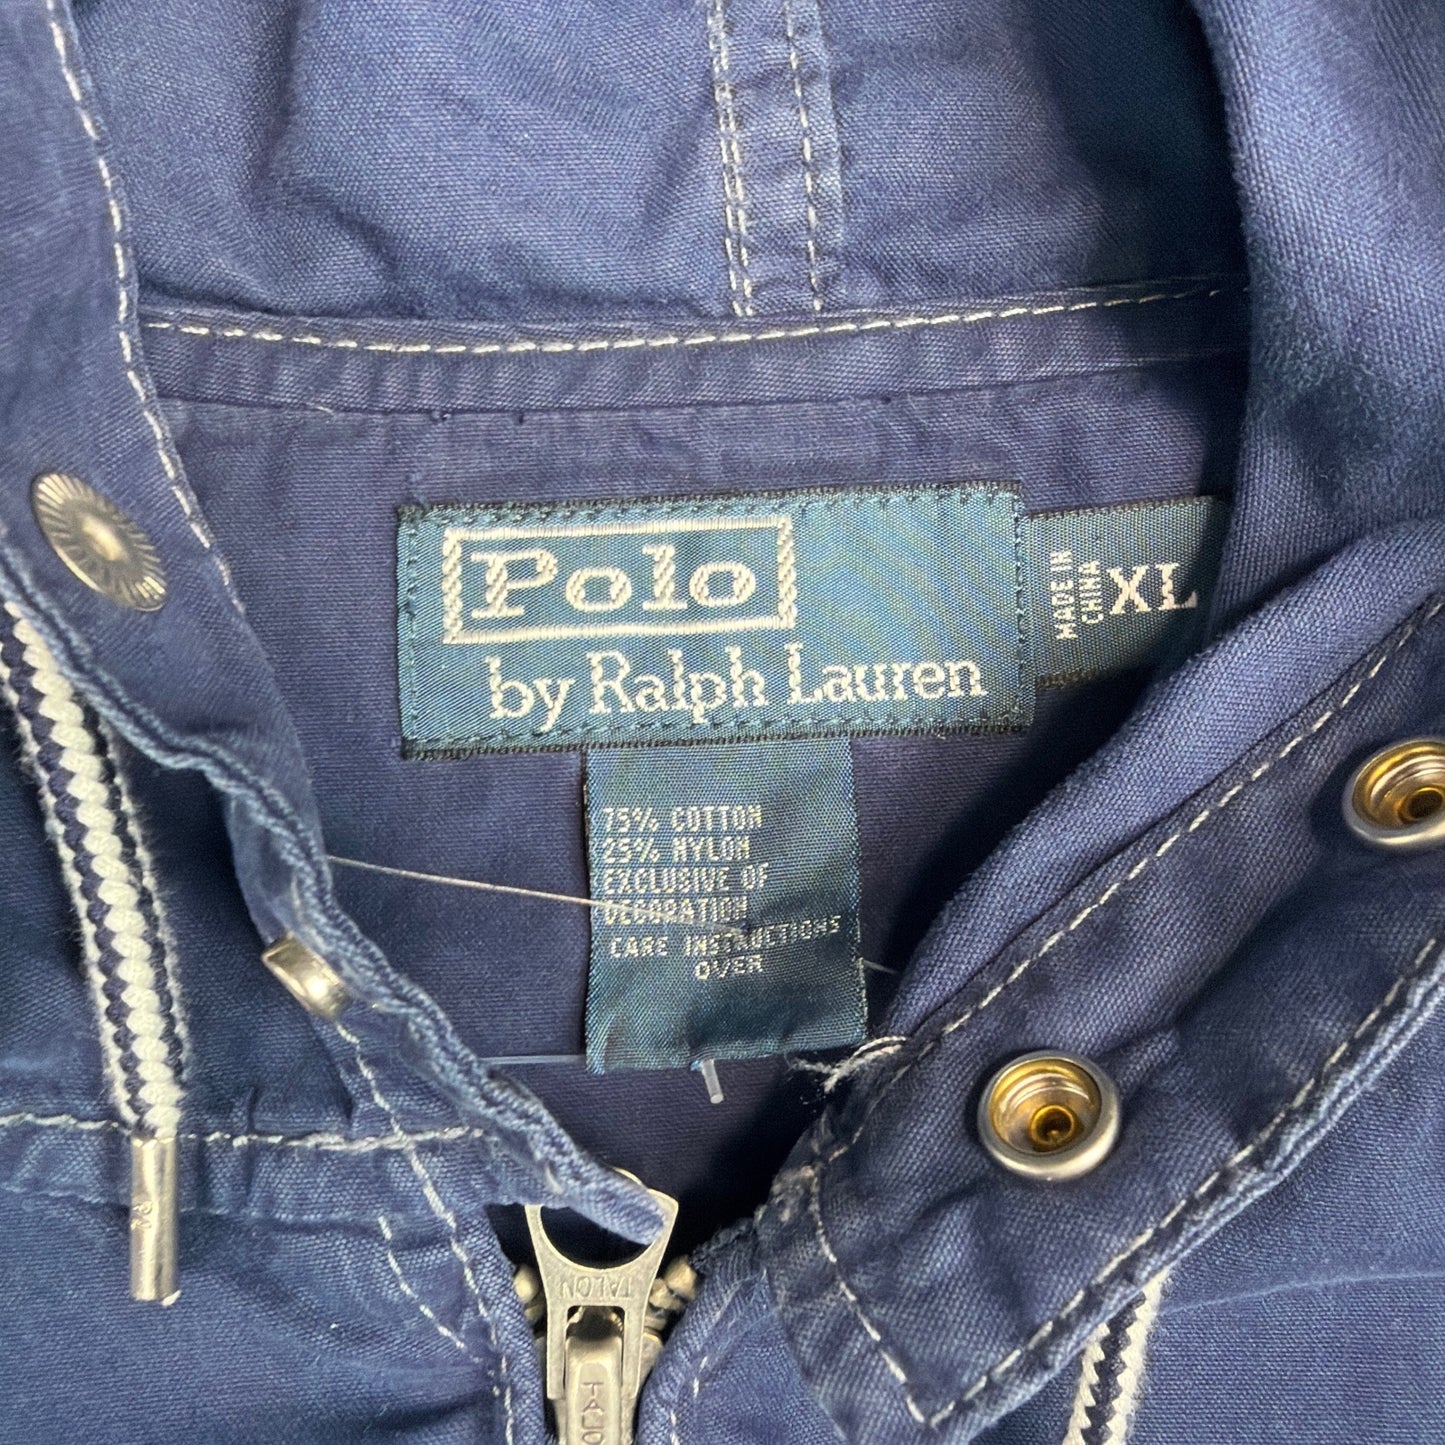 Polo
by Ralph Lauren
MADE IN
CHINA
XL
75% COTTON
25% NYLON
EXCLUSIVE OF
DECORATION
CARE INSTRUCTIONS
OVER
TALON
TALON